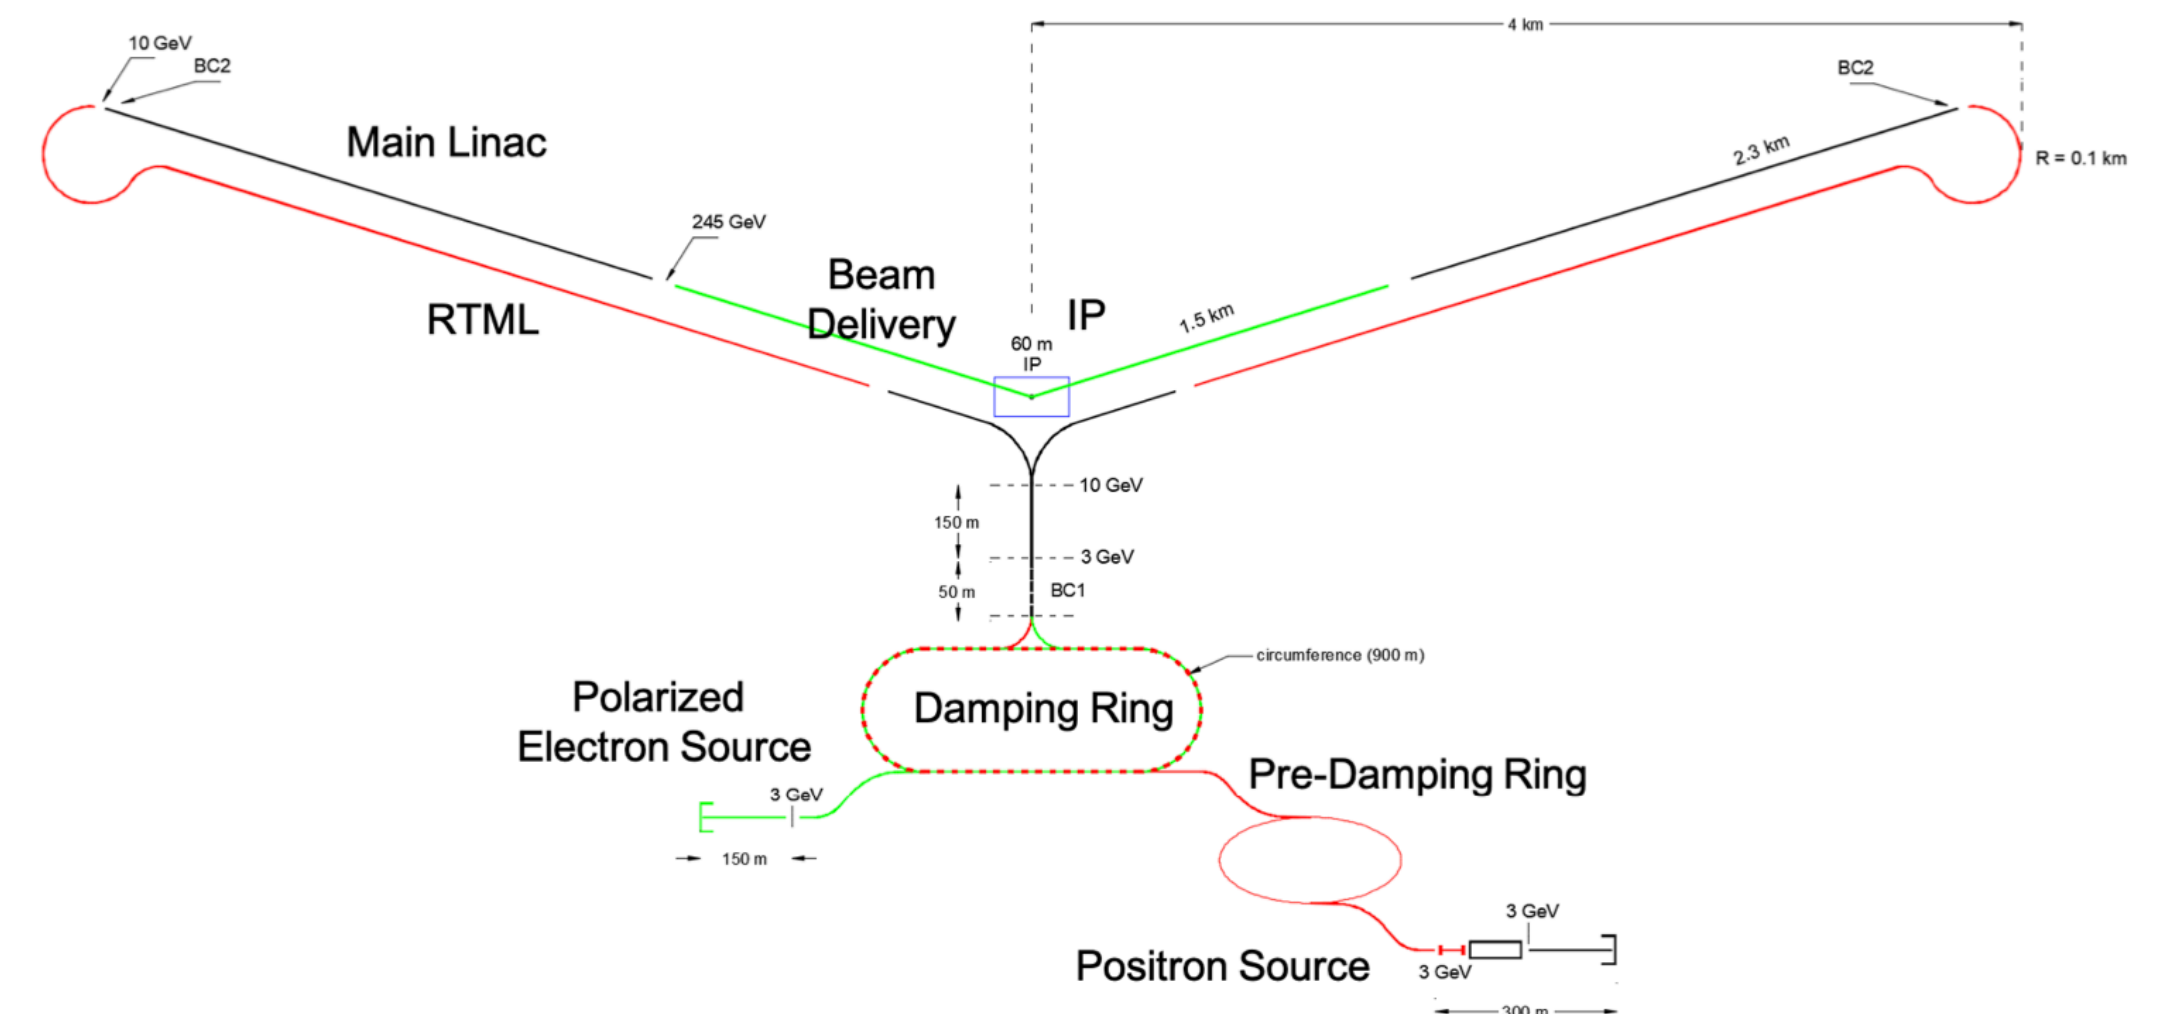 4 km
10 GeV
BC2
BC2
Main Linac
2.3 km
R = 0.1 km
245 GeV
Beam
Delivery
RTML
IP
1.5 km
60 m
IP
10 GeV
150 m
3 GeV
50 m
BC1
circumference (900 m)
Polarized
Electron Source
Damping Ring
Pre-Damping Ring
3 GeV
150 m
3 GeV
Positron Source
3 GeV
300 m